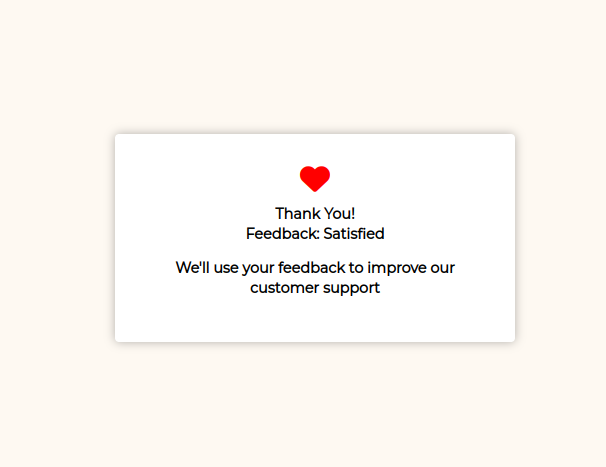 Thank You!
Feedback: Satisfied
We'll use your feedback to improve our
customer support